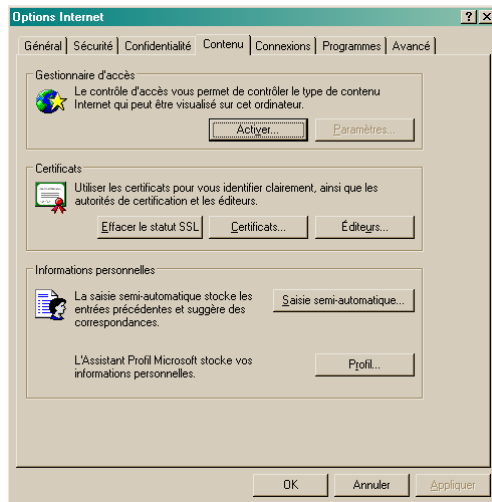 Options Internet
Général Sécurité Confidentialité Contenu Connexions Programmes Avancé
Gestionnaire d'accès
Le contrôle d'accès vous permet de contrôler le type de contenu
Internet qui peut être visualisé sur cet ordinateur.
Activer... Paramètres...
Certificats
Utiliser les certificats pour vous identifier clairement, ainsi que les
autorités de certification et les éditeurs.
Effacer le statut SSL Certificats... Éditeurs...
Informations personnelles
La saisie semi-automatique stocke les
entrées précédentes et suggère des
correspondances.
Saisie semi-automatique...
L'Assistant Profil Microsoft stocke vos
informations personnelles.
Profil...
OK Annuler Appliquer